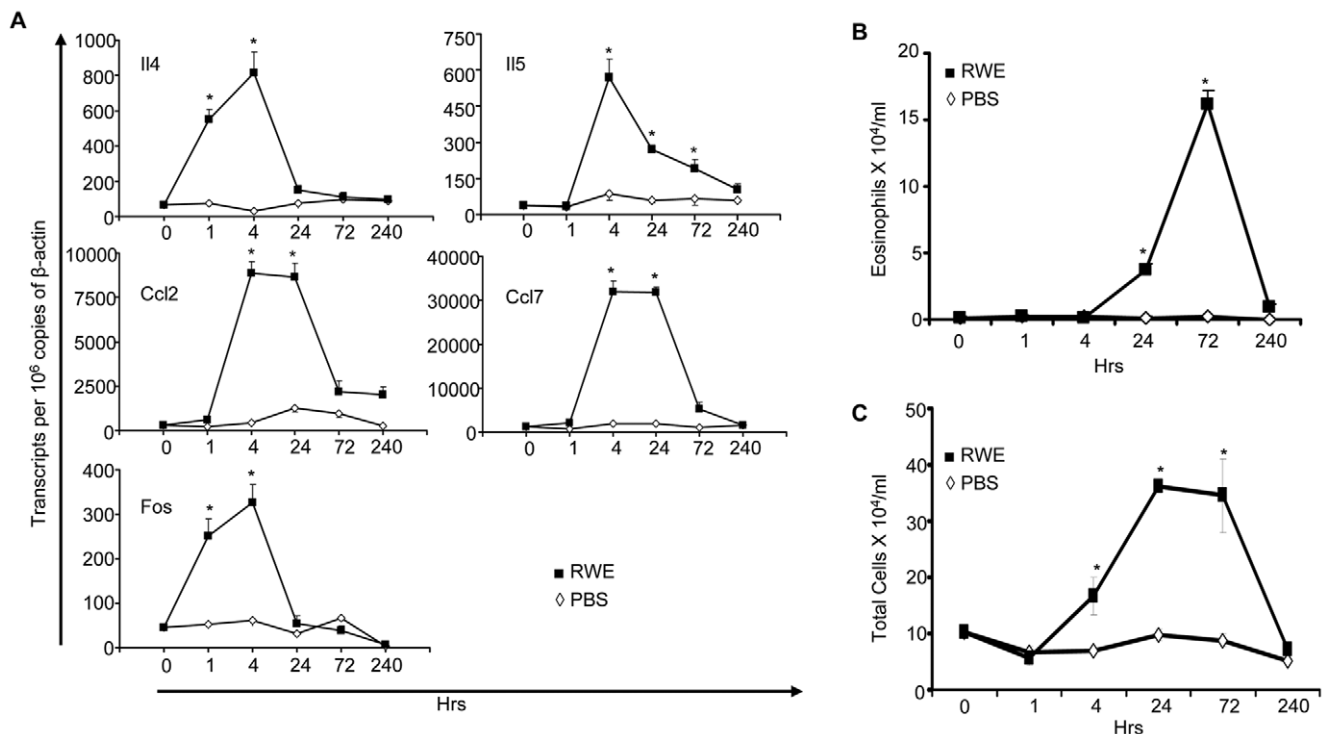 A
Transcripts per 10⁶ copies of β-actin
Il4
1000
800
600
400
200
0
*
*
0 1 4 24 72 240
Il5
750
600
450
300
150
0
*
*
*
0 1 4 24 72 240
Ccl2
10000
7500
5000
2500
0
*
*
0 1 4 24 72 240
Ccl7
40000
30000
20000
10000
0
*
*
0 1 4 24 72 240
Fos
400
300
200
100
0
*
*
0 1 4 24 72 240
RWE
PBS
Hrs
B
Eosinophils X 10⁴/ml
20
15
10
5
0
RWE
PBS
*
*
0 1 4 24 72 240
Hrs
C
Total Cells X 10⁴/ml
50
40
30
20
10
0
RWE
PBS
*
*
*
0 1 4 24 72 240
Hrs